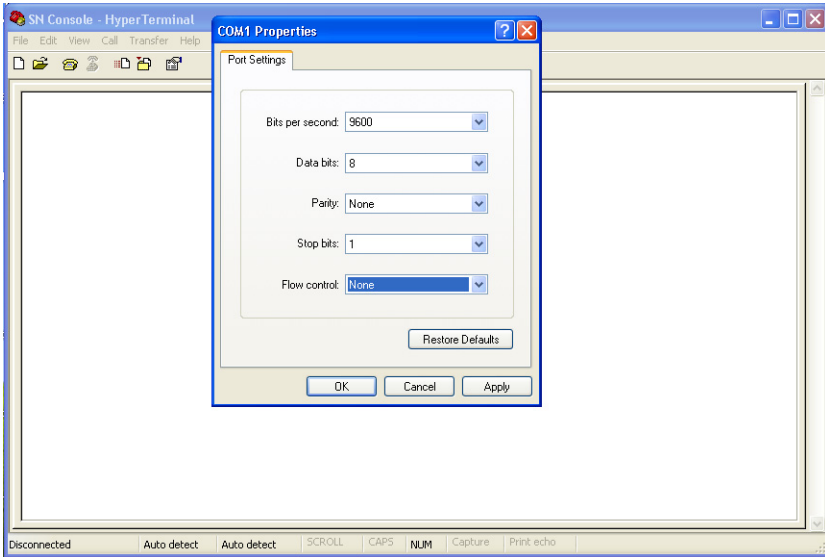 SN Console - HyperTerminal
File Edit View Call Transfer Help
COM1 Properties
Port Settings
Bits per second: 9600
Data bits: 8
Parity: None
Stop bits: 1
Flow control: None
Restore Defaults
OK Cancel Apply
Disconnected Auto detect Auto detect SCROLL CAPS NUM Capture Print echo